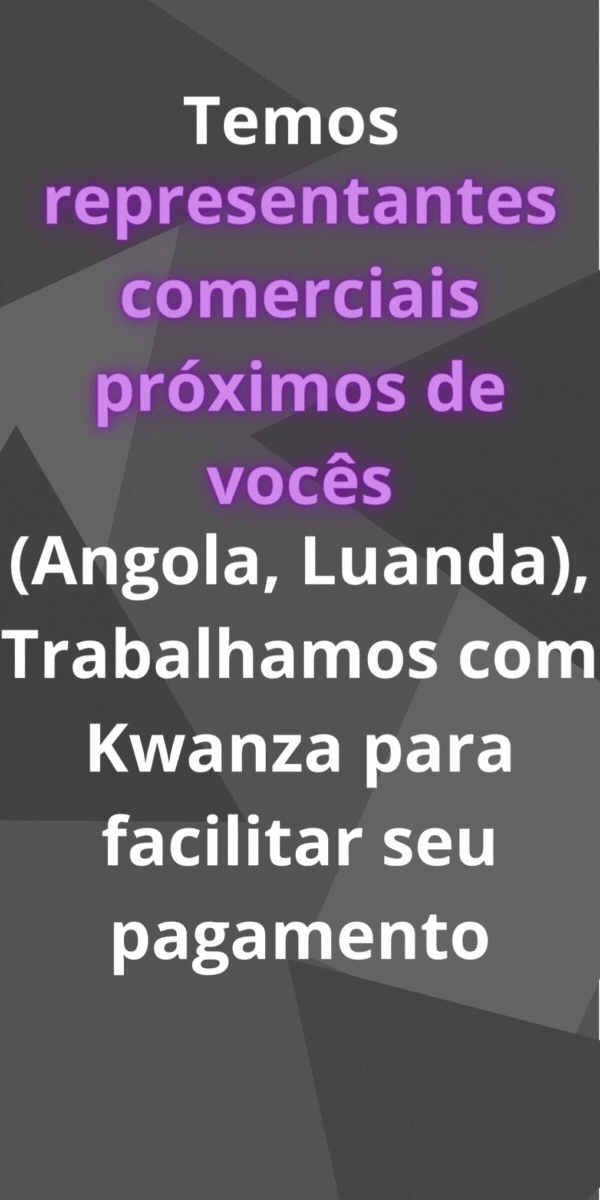 Temos
representantes
comerciais
próximos de
vocês
(Angola, Luanda),
Trabalhamos com
Kwanza para
facilitar seu
pagamento